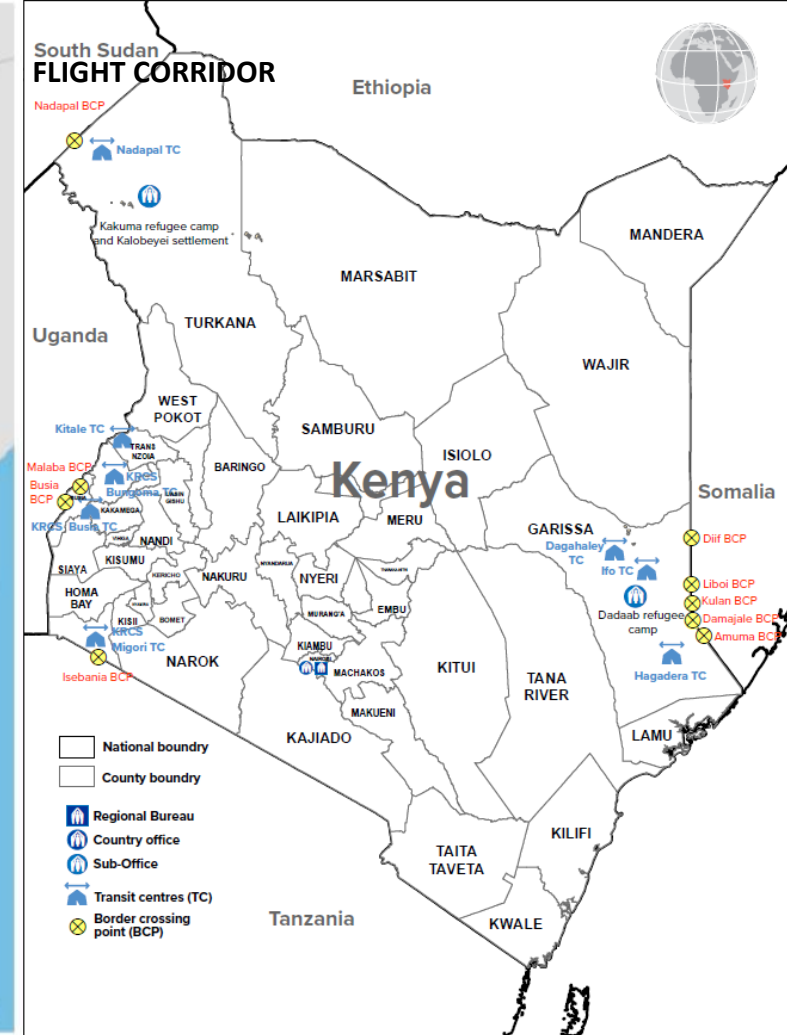 South Sudan
FLIGHT CORRIDOR
Ethiopia
Nadapal BCP
Nadapal TC
Kakuma refugee camp
and Kalobeyei settlement
MANDERA
MARSABIT
TURKANA
Uganda
WAJIR
WEST
POKOT
SAMBURU
Kitale TC
TRANS
NZOIA
ISIOLO
BARINGO
Malaba BCP
KRCS
Bungoma TC
Kenya
Busia
BCP
GISHU
Somalia
KAKAMEGA
LAIKIPIA
MERU
KRCS Busia TC
GARISSA
Diif BCP
NANDI
Dagahaley
TC
KISUMU
Ifo TC
SIAYA
KERICHO
NAKURU
NYANDARUA
NYERI
Liboi BCP
HOMA
BAY
EMBU
Kulan BCP
KISII
BOMET
MURANG'A
Dadaab refugee
camp
Damajale BCP
KRCS
Migori TC
KIAMBU
Amuma BCP
NAROK
NAIROBI
MACHAKOS
KITUI
TANA
RIVER
Hagadera TC
Isebania BCP
MAKUENI
KAJIADO
LAMU
National boundry
County boundry
Regional Bureau
Country office
Sub-Office
Transit centres (TC)
Border crossing
point (BCP)
KILIFI
TAITA
TAVETA
Tanzania
KWALE